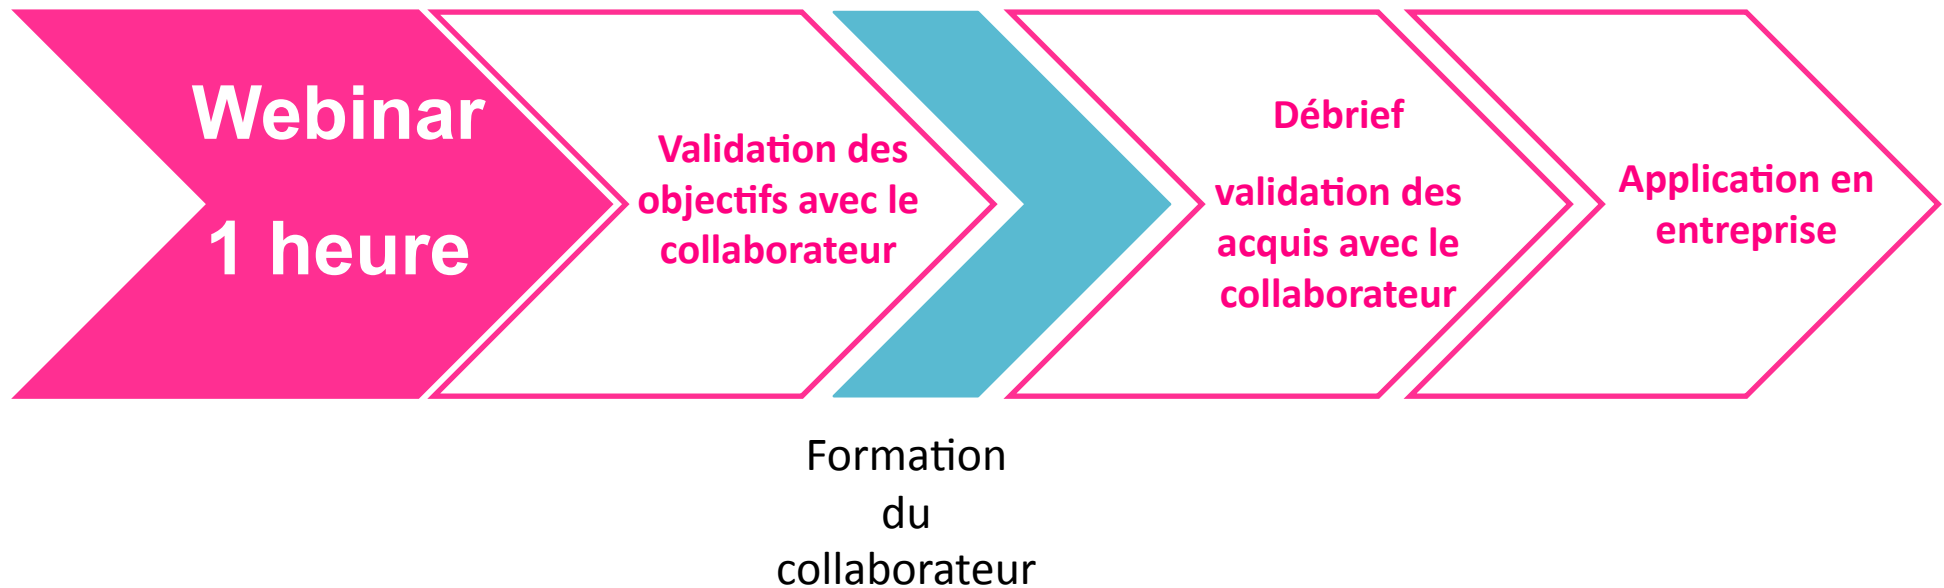 Webinar
1 heure
Validation des
objectifs avec le
collaborateur
Formation
du
collaborateur
Débrief
validation des
acquis avec le
collaborateur
Application en
entreprise